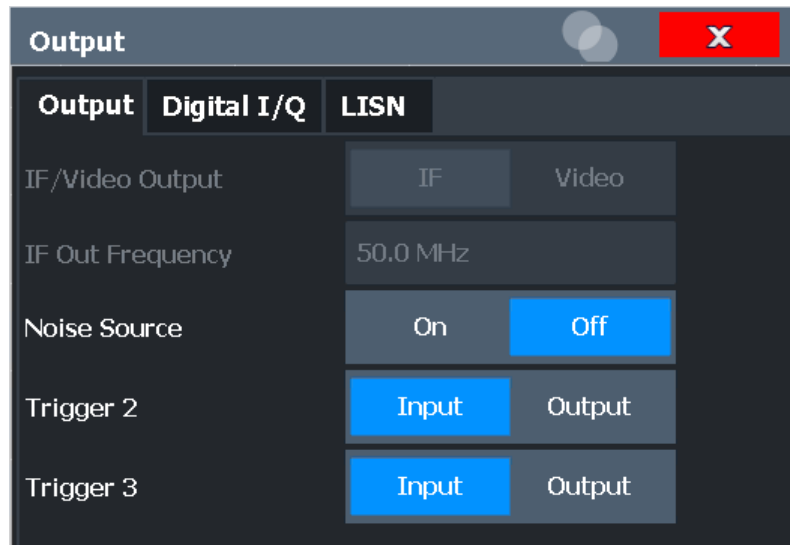 Output X
Output Digital I/Q LISN
IF/Video Output IF Video
IF Out Frequency 50.0 MHz
Noise Source On Off
Trigger 2 Input Output
Trigger 3 Input Output